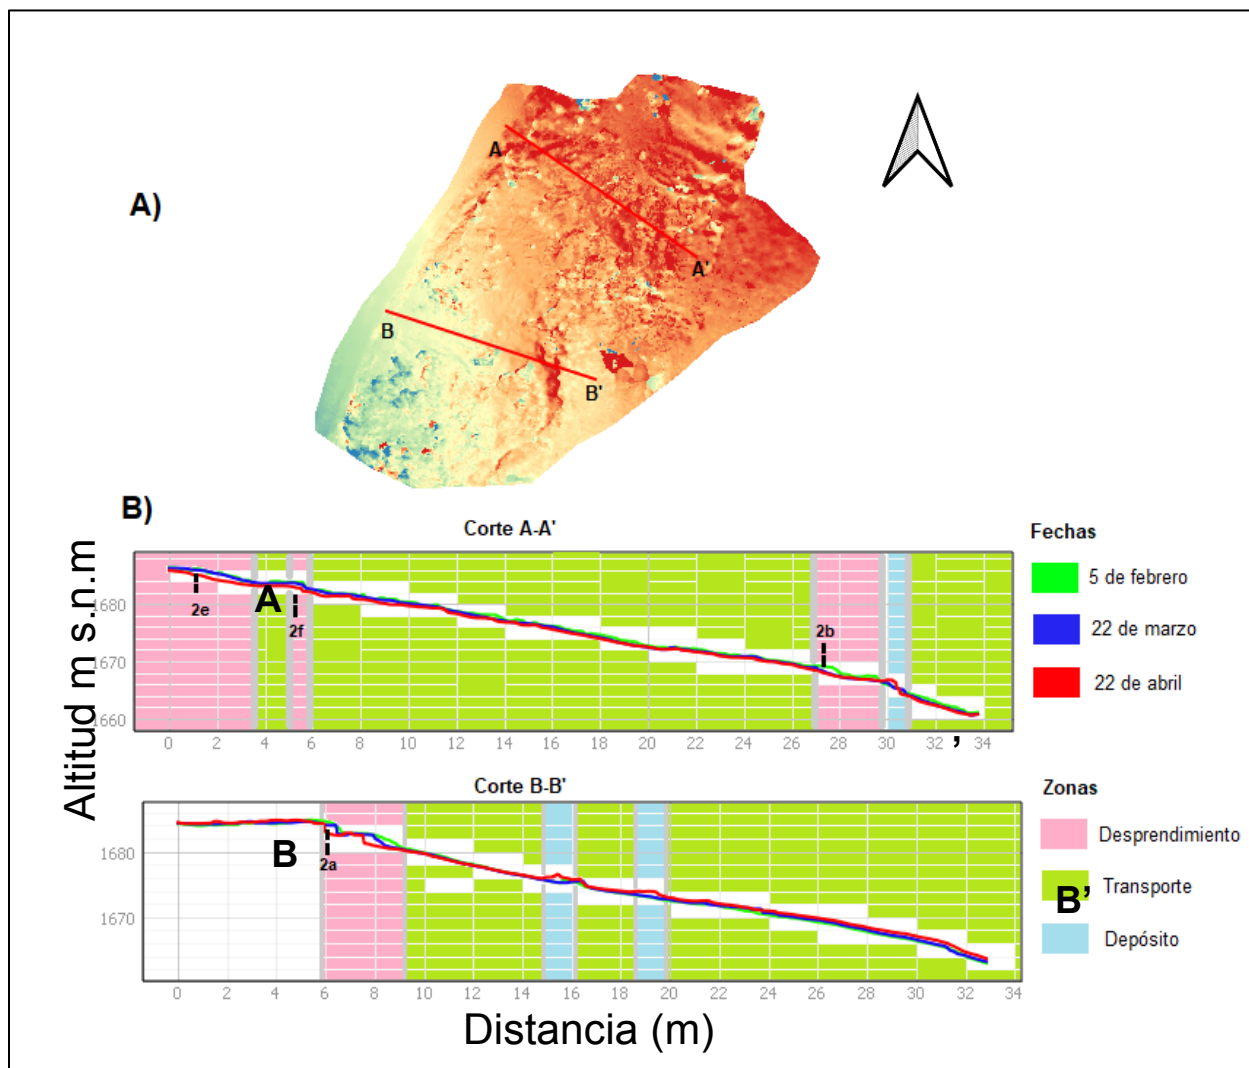 A)
A
A'
B
B'
B)
Corte A-A'
Fechas
5 de febrero
22 de marzo
22 de abril
Altitud m s.n.m
1680
1670
1660
2e
A
2f
2b
0 2 4 6 8 10 12 14 16 18 20 22 24 26 28 30 32 34
,
Corte B-B'
Zonas
Desprendimiento
Transporte
B’
Depósito
1680
1670
B
2a
0 2 4 6 8 10 12 14 16 18 20 22 24 26 28 30 32 34
Distancia (m)